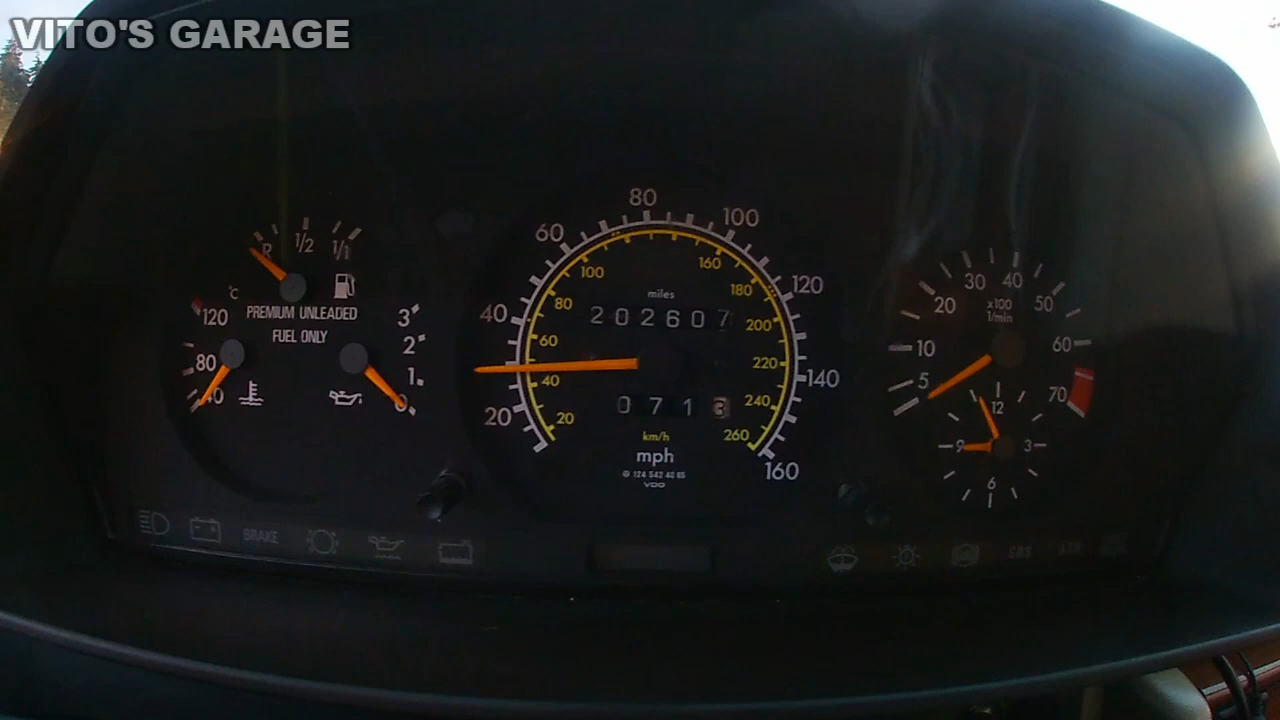 VITO'S GARAGE
R 1/2 1/1
°C
120
80
40
PREMIUM UNLEADED
FUEL ONLY
3
2
1
0
20
40
60
80
100
120
140
160
20
40
60
80
100
160
180
200
220
240
260
miles
202607
0713
km/h
mph
124 542 40 65
VDO
5
10
20
30
40
50
60
70
x100
1/min
12
3
6
9
BRAKE
SRS